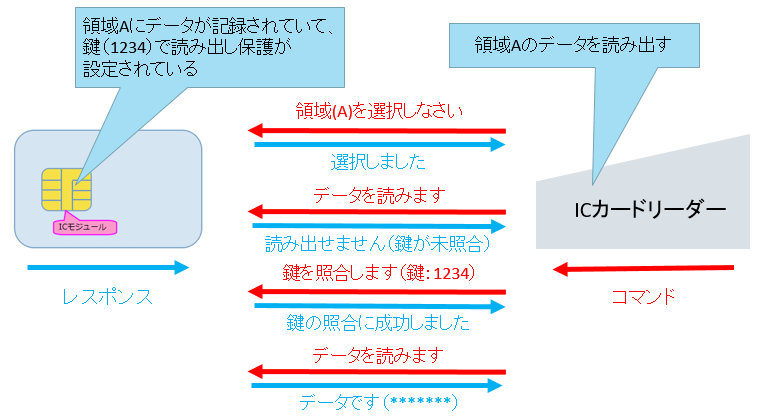 領域Aにデータが記録されていて、
鍵（1234）で読み出し保護が
設定されている
領域Aのデータを読み出す
領域(A)を選択しなさい
選択しました
データを読みます
読み出せません（鍵が未照合）
鍵を照合します（鍵：1234）
鍵の照合に成功しました
データを読みます
データです（*******）
ICモジュール
レスポンス
ICカードリーダー
コマンド